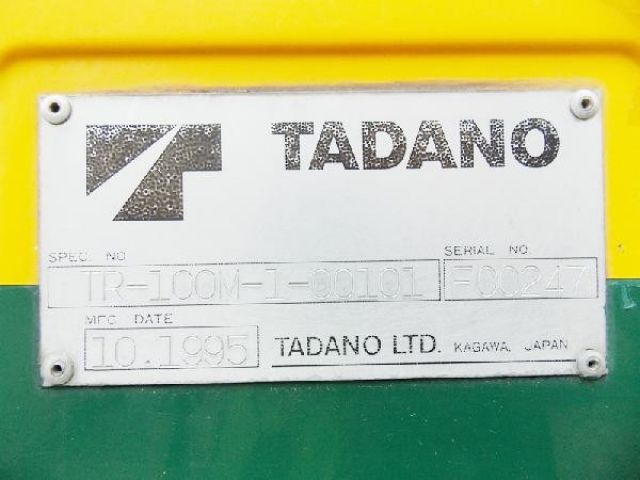 TADANO
SPEC. NO
SERIAL NO.
TR-100M-1-00101
F00247
MFG. DATE
10.1995
TADANO LTD. KAGAWA, JAPAN